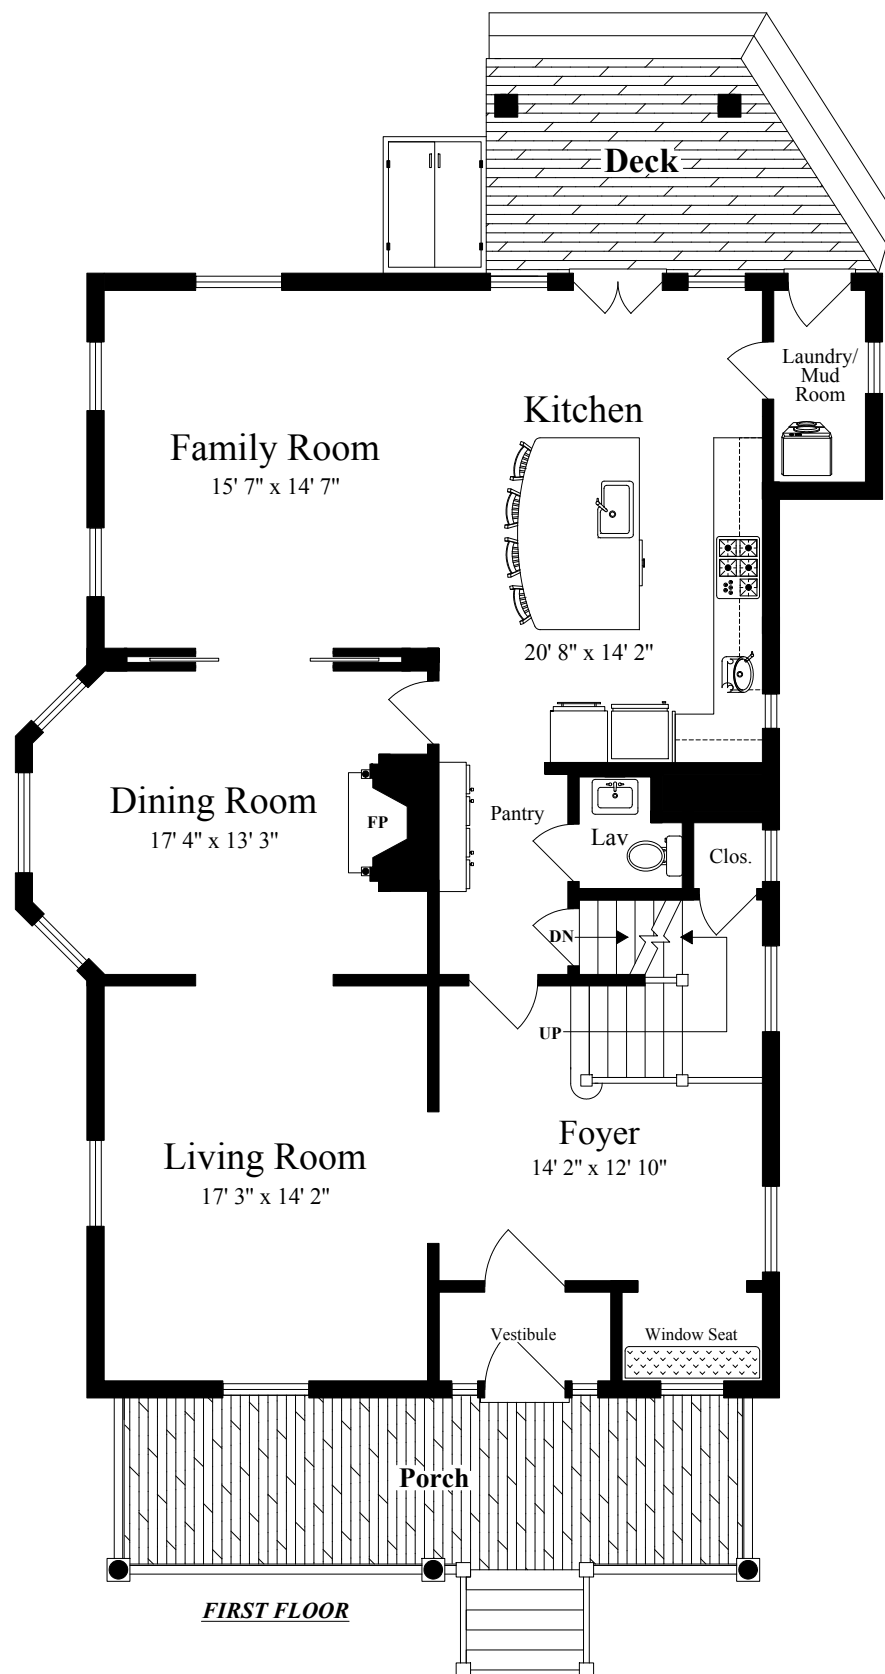 Deck
Laundry/
Mud
Room
Kitchen
20' 8" x 14' 2"
Family Room
15' 7" x 14' 7"
Dining Room
17' 4" x 13' 3"
FP
Pantry
Lav
Clos.
DN
UP
Foyer
14' 2" x 12' 10"
Living Room
17' 3" x 14' 2"
Vestibule
Window Seat
Porch
FIRST FLOOR